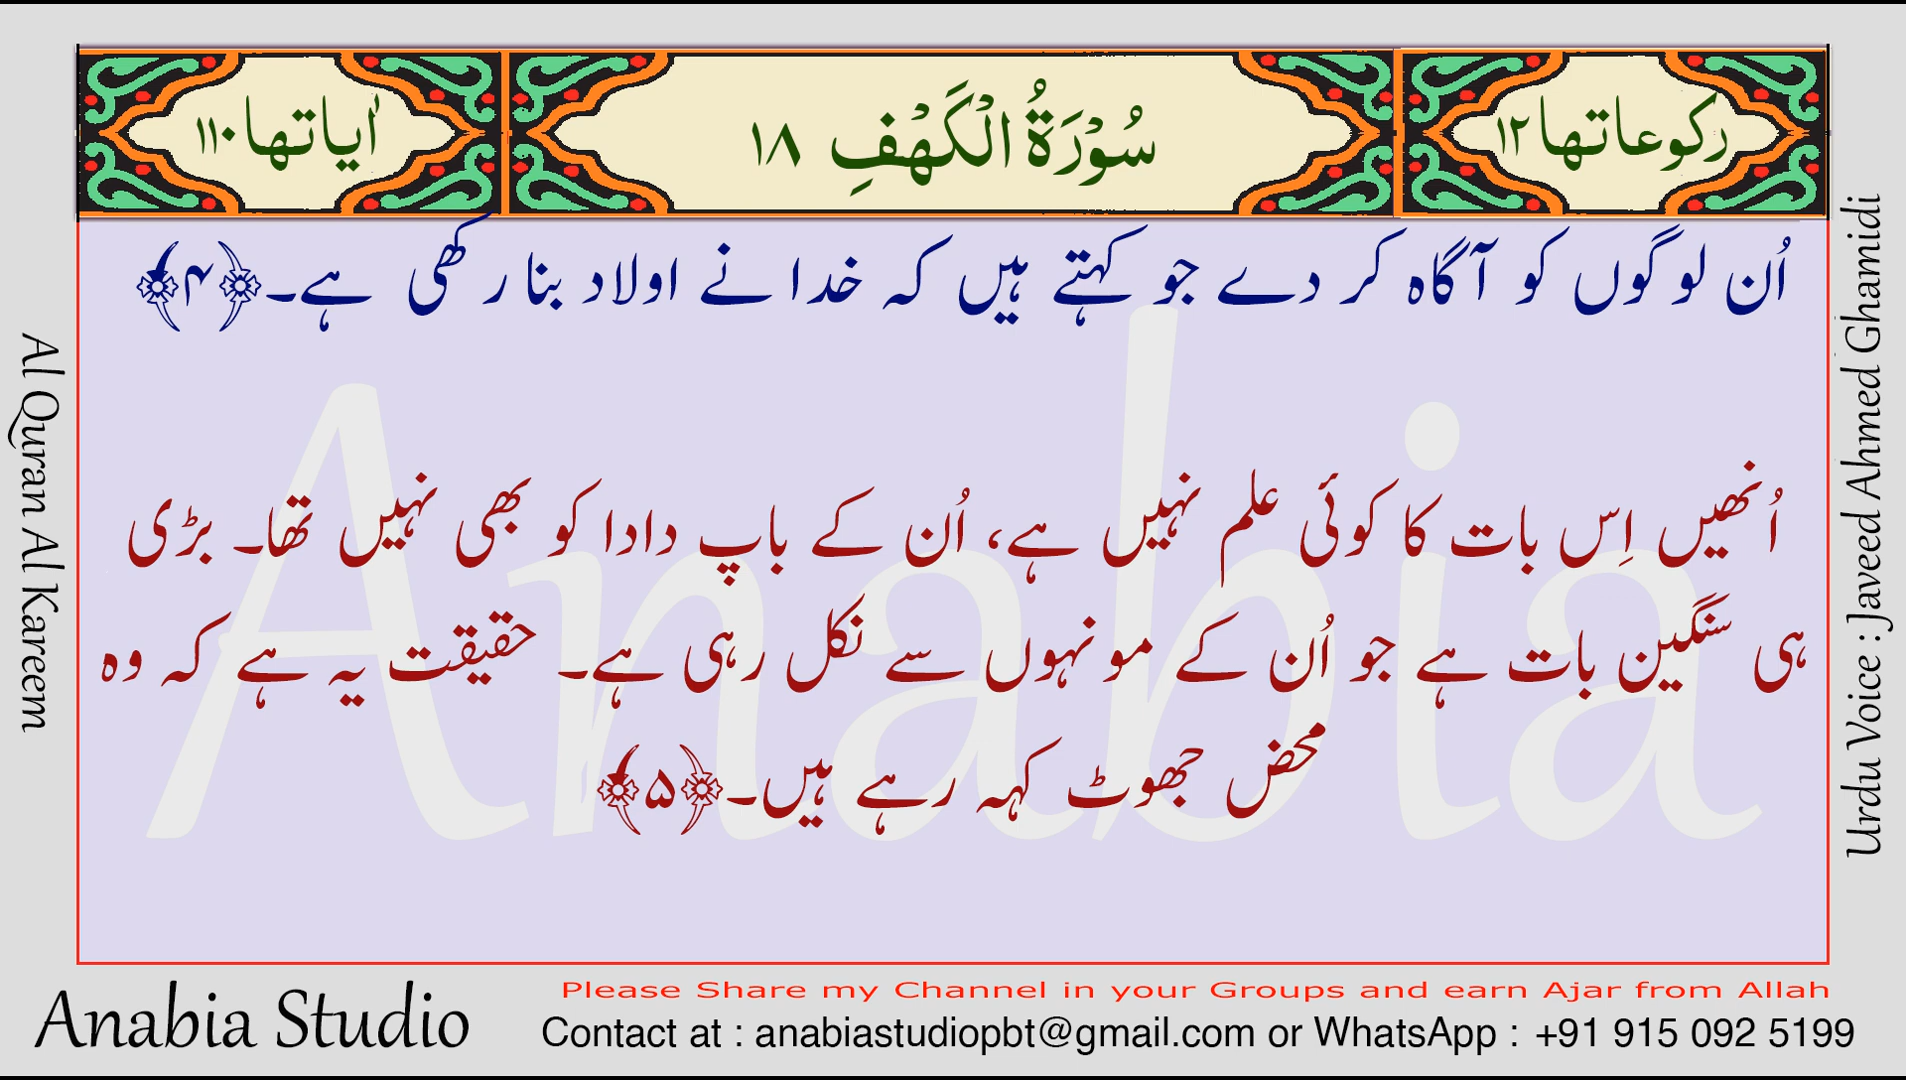 رکوعاتها ۱۲
سُوْرَۃُ الْکَهْفِ ۱۸
اٰیاتها ۱۱۰
اُن لوگوں کو آگاہ کر دے جو کہتے ہیں کہ خدا نے اولاد بنا رکھی ہے۔﴿۴﴾
اُنھیں اِس بات کا کوئی علم نہیں ہے، اُن کے باپ دادا کو بھی نہیں تھا۔ بڑی
ہی سنگین بات ہے جو اُن کے مونہوں سے نکل رہی ہے۔ حقیقت یہ ہے کہ وہ
محض جھوٹ کہہ رہے ہیں۔﴿۵﴾
Anabia
Al Quran Al Kareem
Urdu Voice : Javeed Ahmed Ghamidi
Anabia Studio
Please Share my Channel in your Groups and earn Ajar from Allah
Contact at : anabiastudiopbt@gmail.com or WhatsApp : +91 915 092 5199